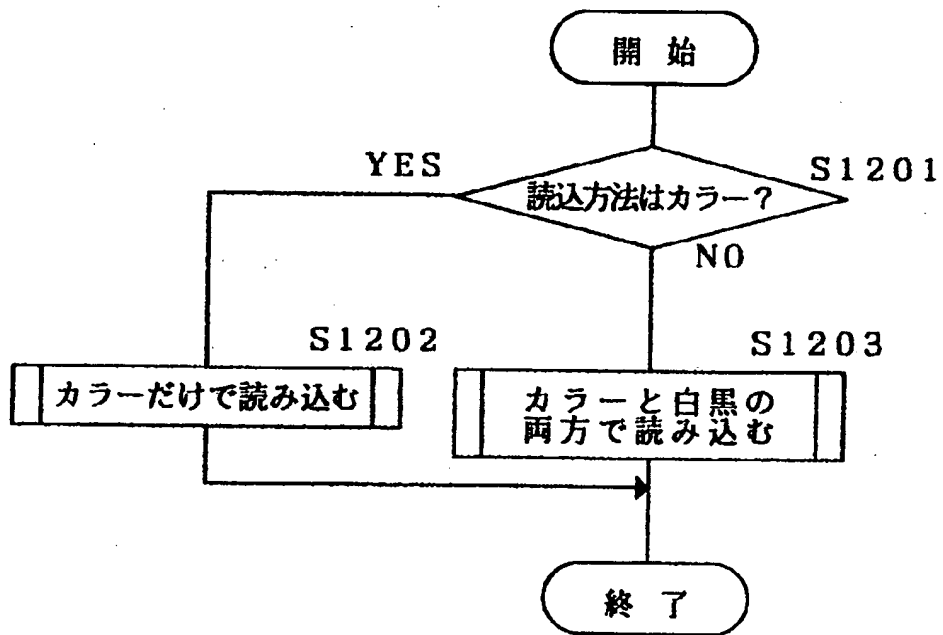 開始
YES
読込方法はカラー?
S1201
NO
S1202
カラーだけで読み込む
S1203
カラーと白黒の
両方で読み込む
終了